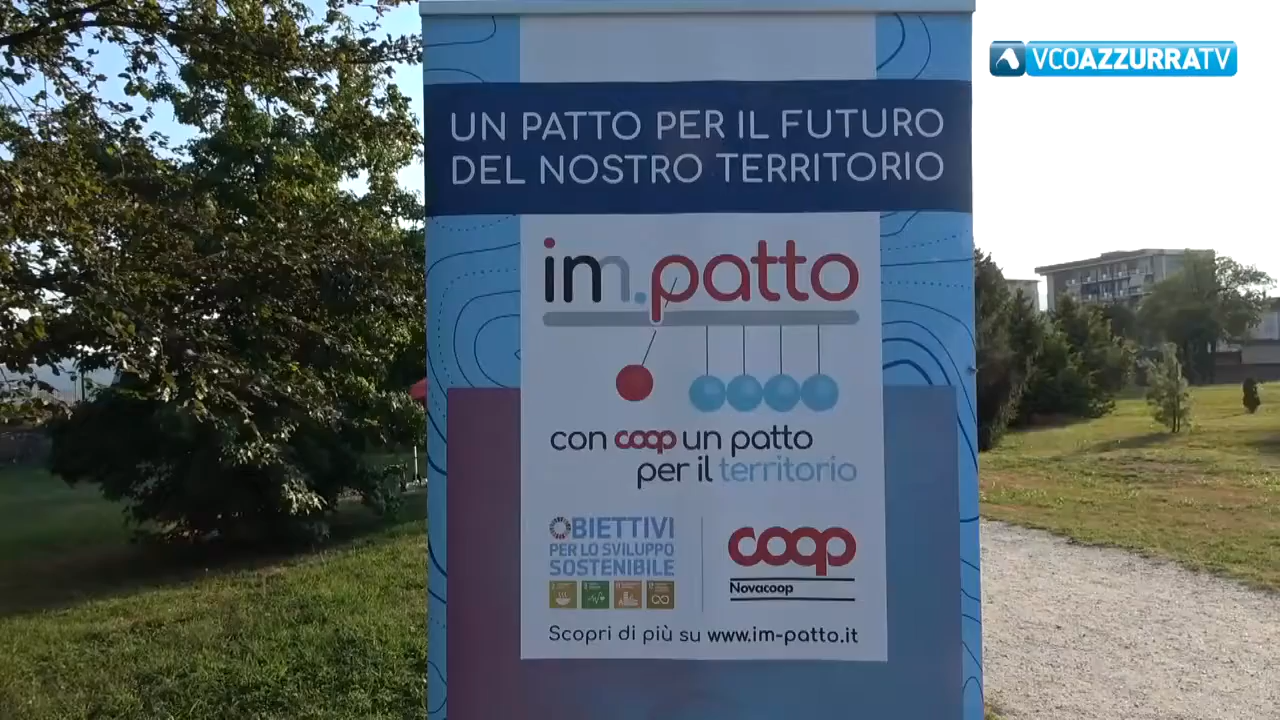 VCOAZZURRATV
UN PATTO PER IL FUTURO
DEL NOSTRO TERRITORIO
im.patto
con coop un patto
per il territorio
OBIETTIVI
PER LO SVILUPPO
SOSTENIBILE
coop
Novacoop
Scopri di più su www.im-patto.it